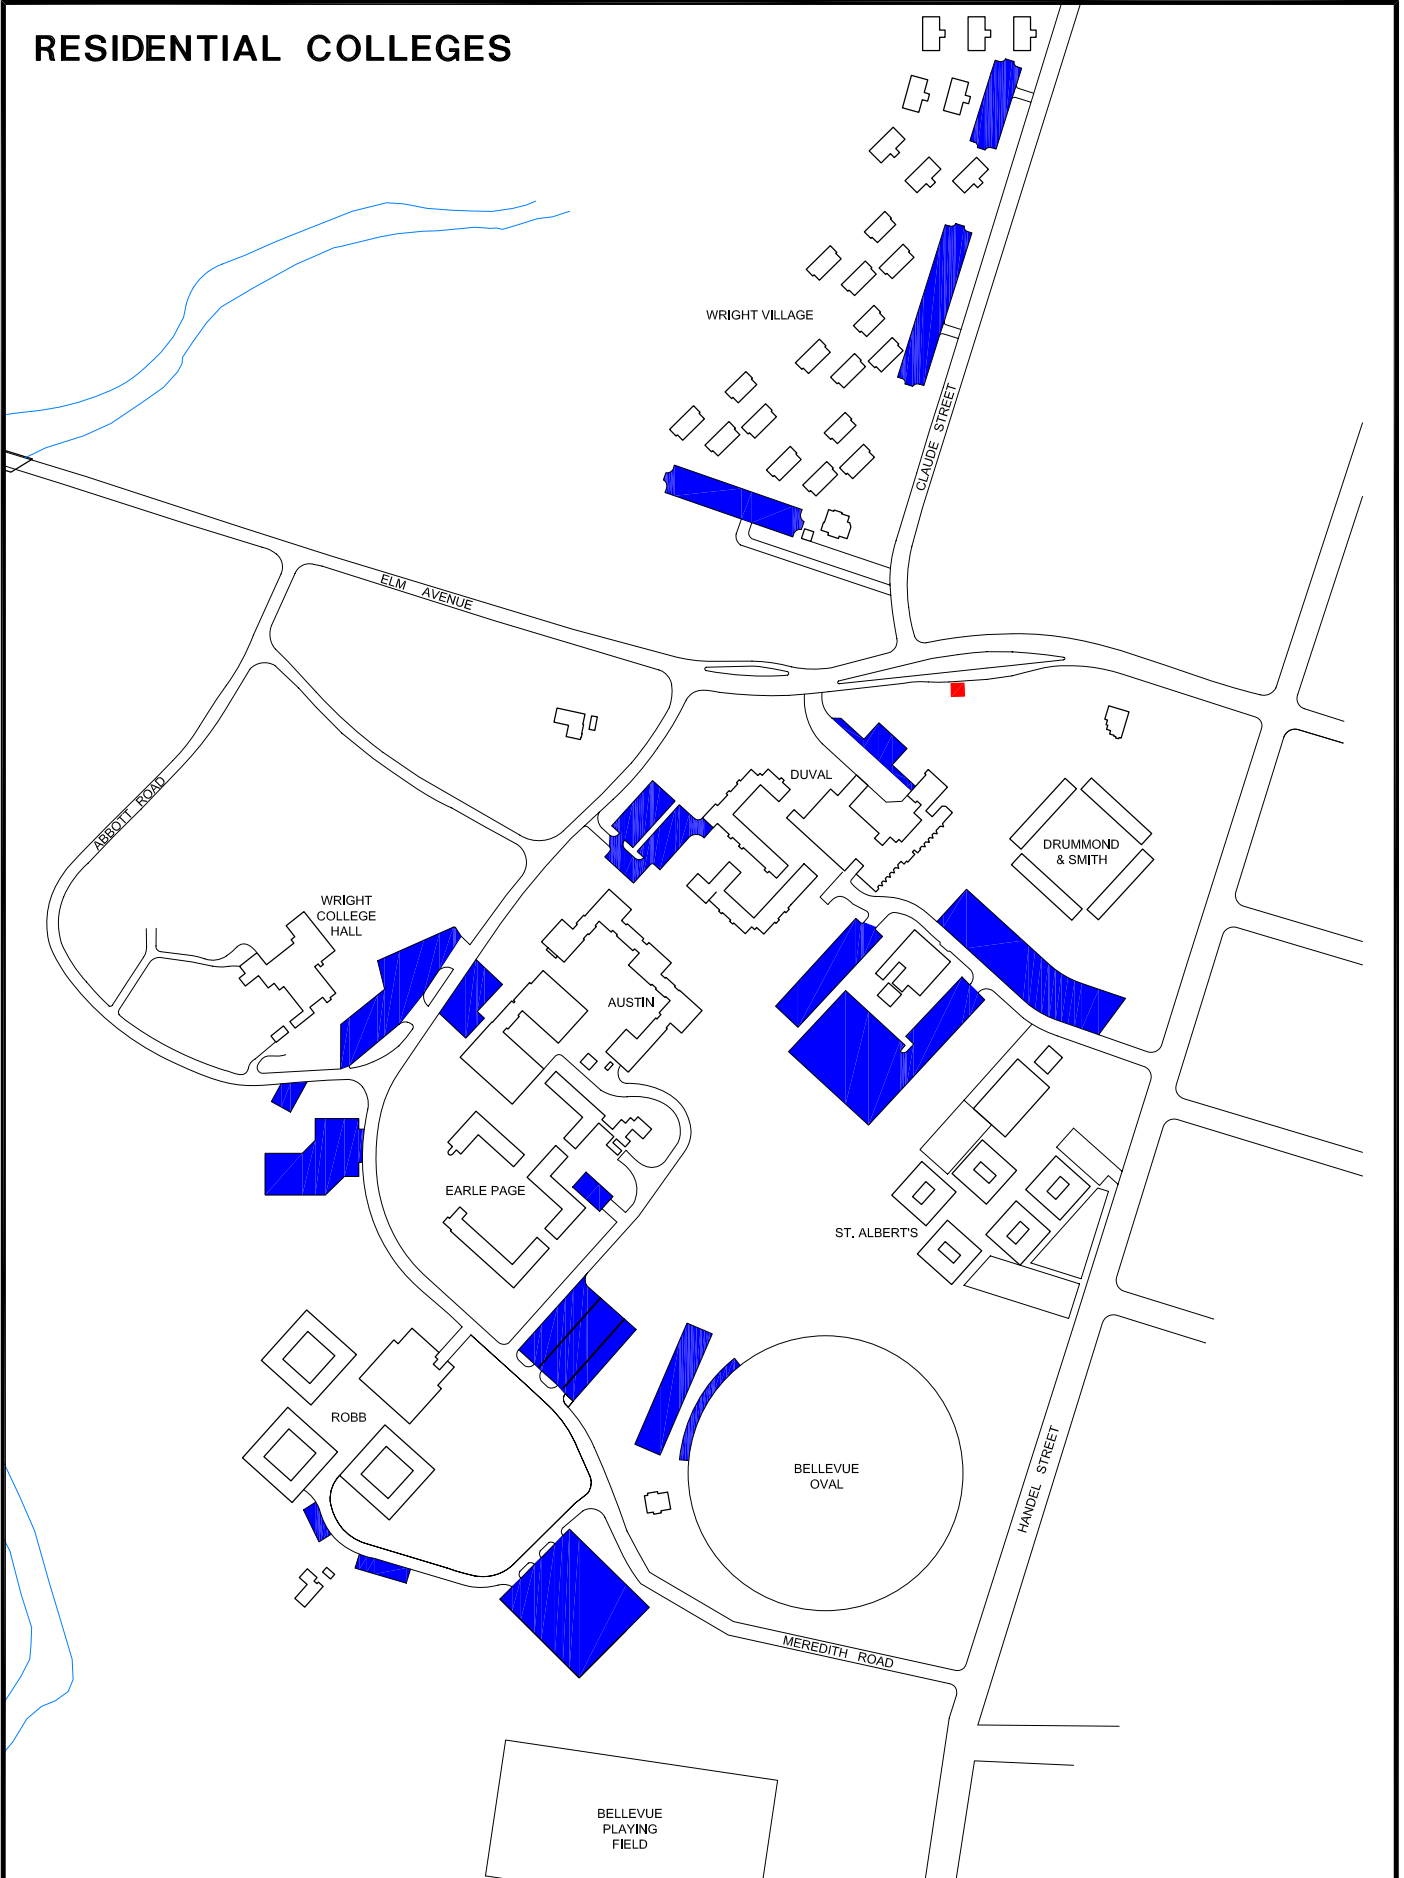 RESIDENTIAL COLLEGES
WRIGHT VILLAGE
CLAUDE STREET
ELM AVENUE
ABBOTT ROAD
DUVAL
DRUMMOND
& SMITH
WRIGHT
COLLEGE
HALL
AUSTIN
EARLE PAGE
ST. ALBERT'S
ROBB
BELLEVUE
OVAL
HANDEL STREET
MEREDITH ROAD
BELLEVUE
PLAYING
FIELD